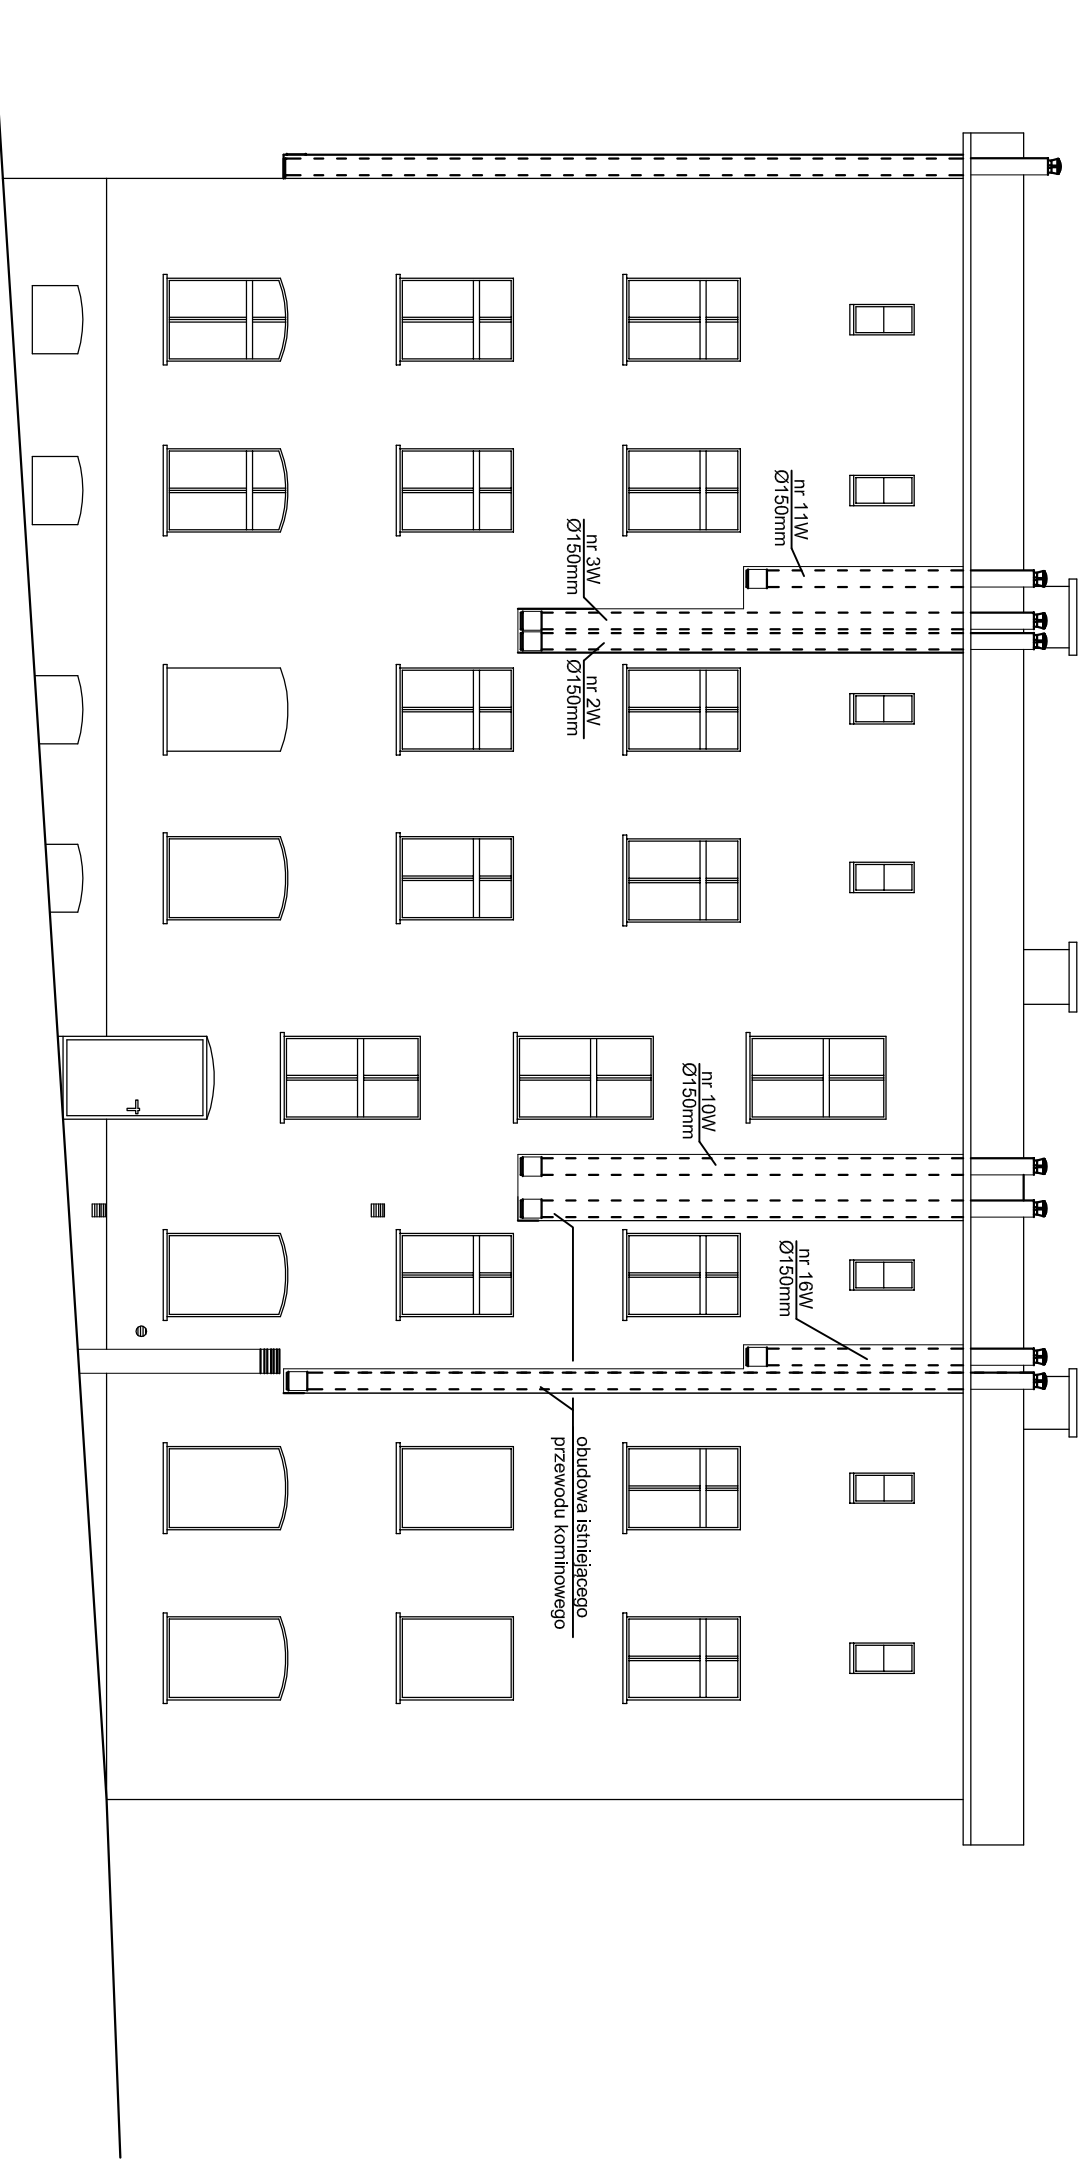 nr 11W
Ø150mm
nr 3W
Ø150mm
nr 2W
Ø150mm
nr 10W
Ø150mm
nr 16W
Ø150mm
obudowa istniejącego
przewodu kominowego